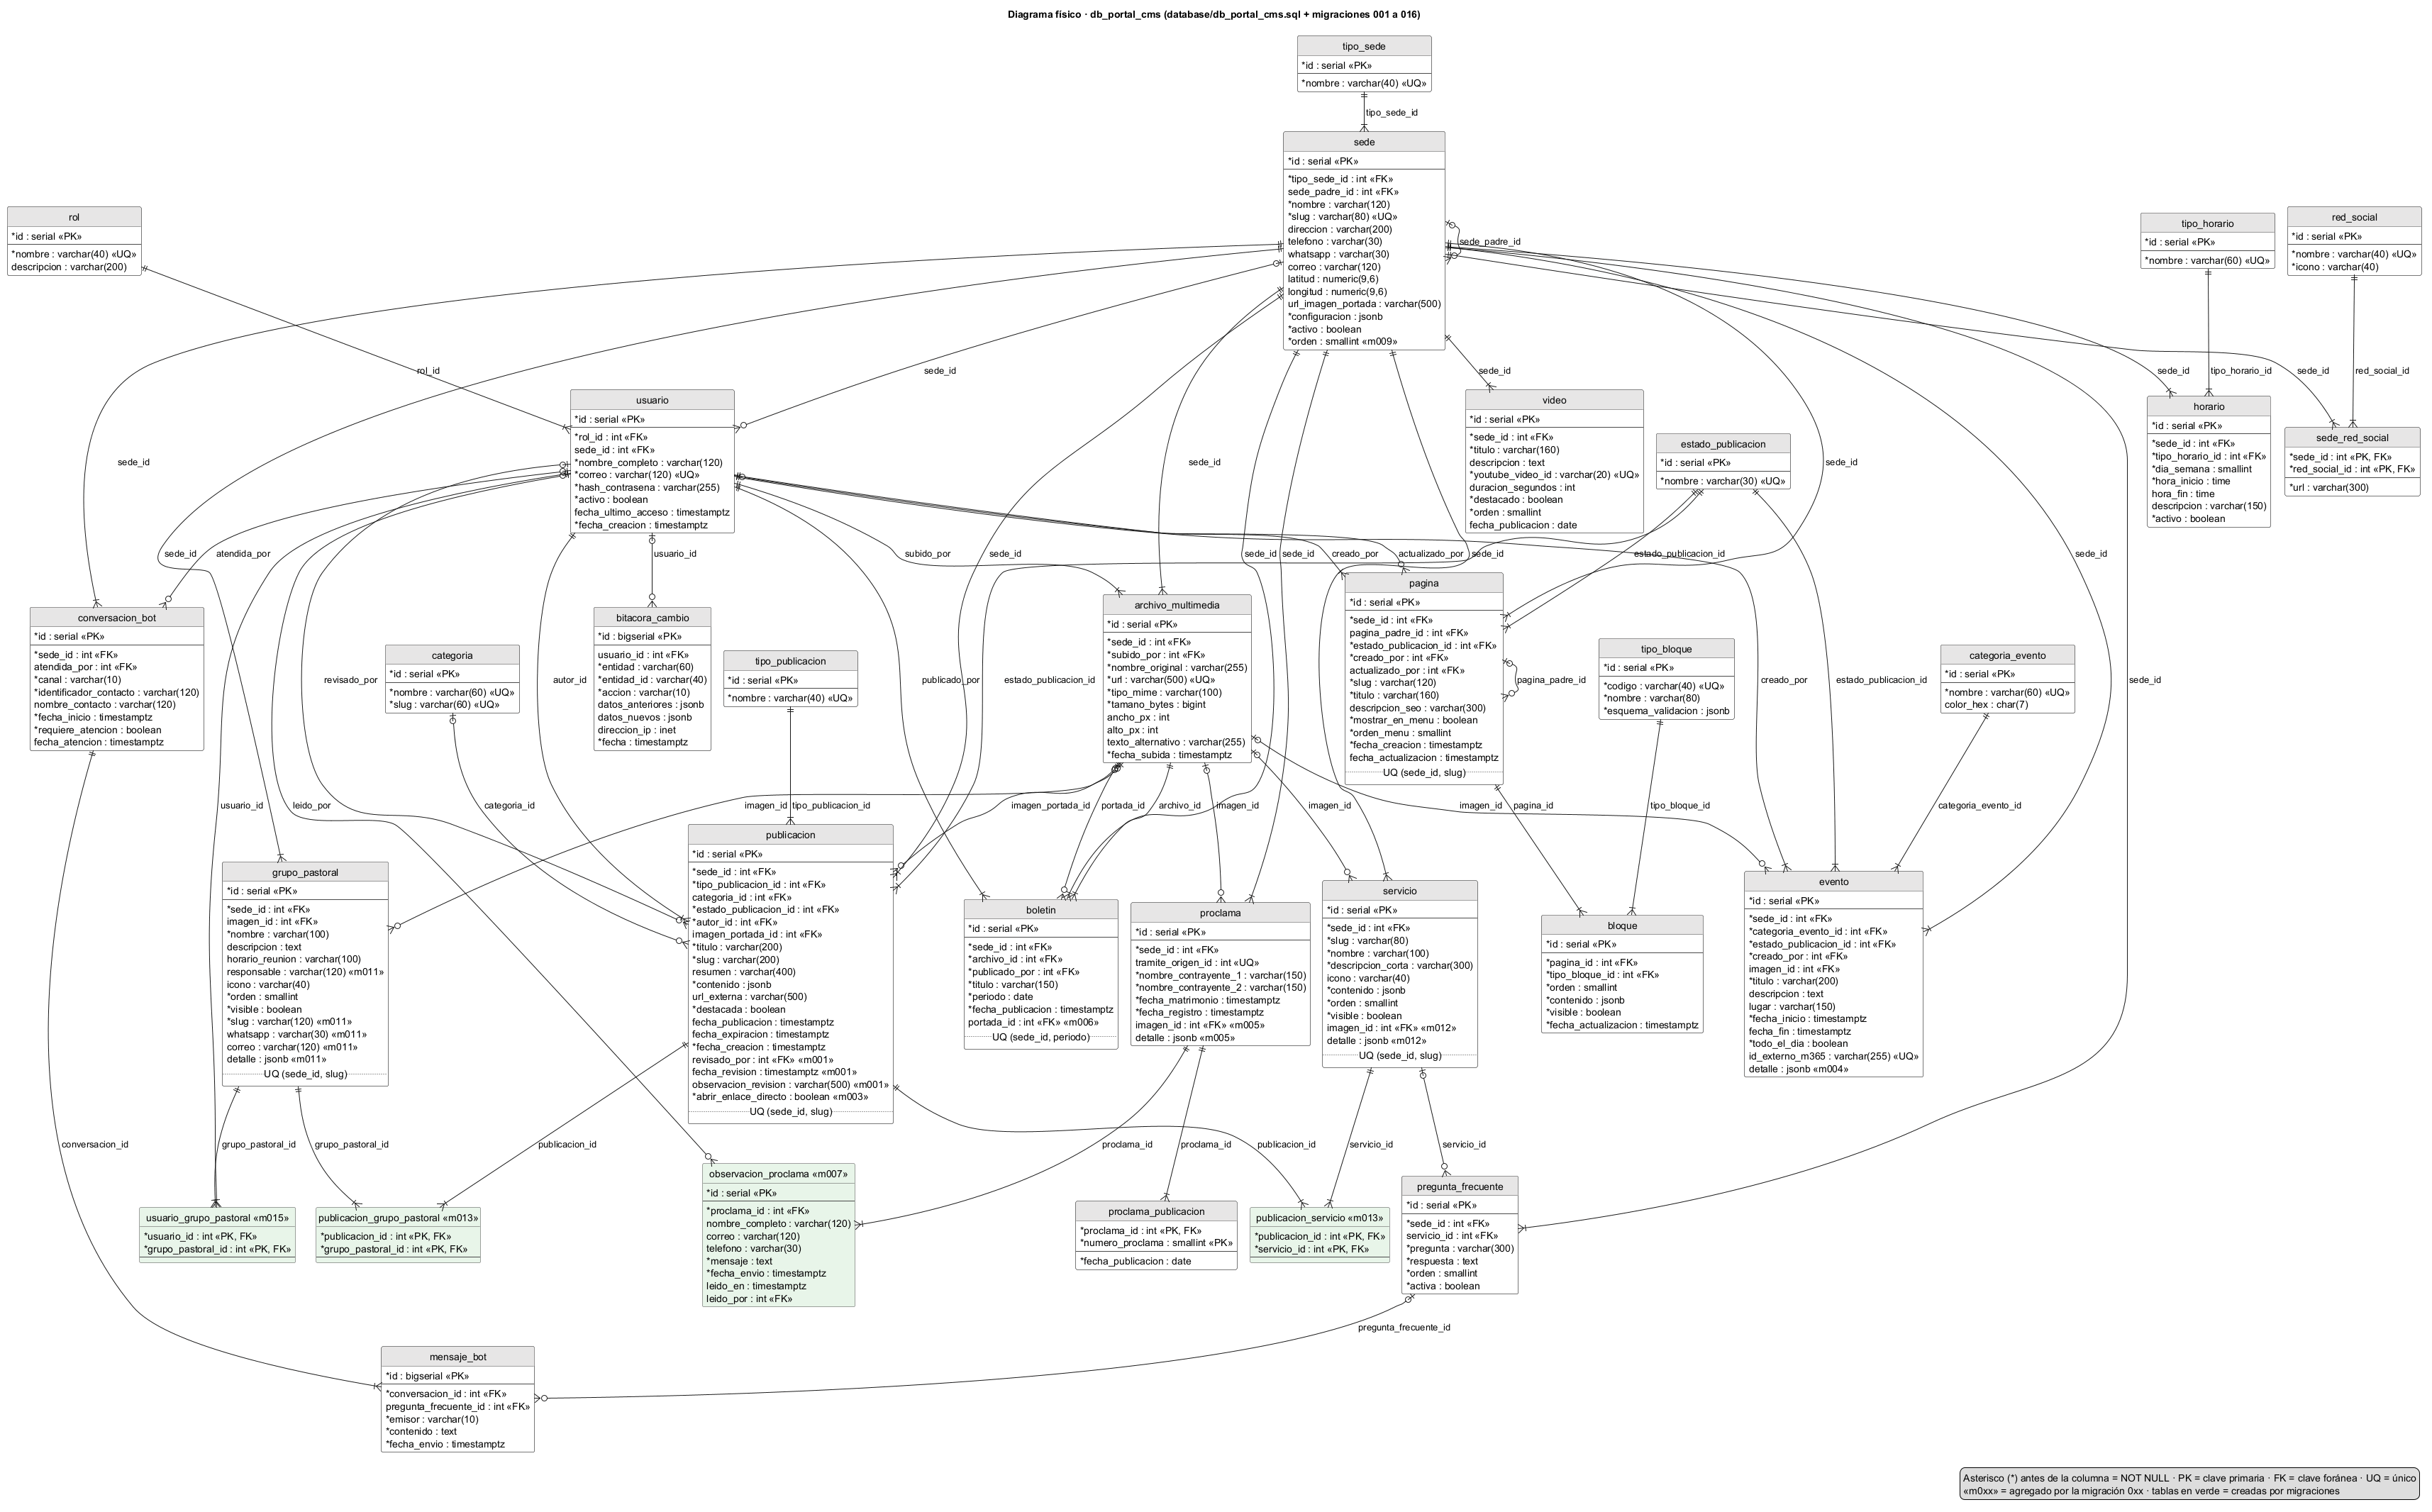 Diagrama físico · db_portal_cms (database/db_portal_cms.sql + migraciones 001 a 016)
tipo_sede
*id : serial «PK»
*nombre : varchar(40) «UQ»
tipo_sede_id
sede
*id : serial «PK»
*tipo_sede_id : int «FK»
sede_padre_id : int «FK»
*nombre : varchar(120)
*slug : varchar(80) «UQ»
direccion : varchar(200)
telefono : varchar(30)
whatsapp : varchar(30)
correo : varchar(120)
latitud : numeric(9,6)
longitud : numeric(9,6)
url_imagen_portada : varchar(500)
*configuracion : jsonb
*activo : boolean
*orden : smallint «m009»
sede_padre_id
rol
*id : serial «PK»
*nombre : varchar(40) «UQ»
descripcion : varchar(200)
tipo_horario
*id : serial «PK»
*nombre : varchar(60) «UQ»
red_social
*id : serial «PK»
*nombre : varchar(40) «UQ»
*icono : varchar(40)
rol_id
sede_id
sede_id
sede_id
tipo_horario_id
sede_id
red_social_id
usuario
*id : serial «PK»
*rol_id : int «FK»
sede_id : int «FK»
*nombre_completo : varchar(120)
*correo : varchar(120) «UQ»
*hash_contrasena : varchar(255)
*activo : boolean
fecha_ultimo_acceso : timestamptz
*fecha_creacion : timestamptz
video
*id : serial «PK»
*sede_id : int «FK»
*titulo : varchar(160)
descripcion : text
*youtube_video_id : varchar(20) «UQ»
duracion_segundos : int
*destacado : boolean
*orden : smallint
fecha_publicacion : date
estado_publicacion
*id : serial «PK»
*nombre : varchar(30) «UQ»
horario
*id : serial «PK»
*sede_id : int «FK»
*tipo_horario_id : int «FK»
*dia_semana : smallint
*hora_inicio : time
hora_fin : time
descripcion : varchar(150)
*activo : boolean
sede_red_social
*sede_id : int «PK, FK»
*red_social_id : int «PK, FK»
*url : varchar(300)
sede_id
sede_id
sede_id
sede_id
atendida_por
usuario_id
subido_por
sede_id
sede_id
sede_id
creado_por
actualizado_por
sede_id
estado_publicacion_id
sede_id
conversacion_bot
*id : serial «PK»
*sede_id : int «FK»
atendida_por : int «FK»
*canal : varchar(10)
*identificador_contacto : varchar(120)
nombre_contacto : varchar(120)
*fecha_inicio : timestamptz
*requiere_atencion : boolean
fecha_atencion : timestamptz
categoria
*id : serial «PK»
*nombre : varchar(60) «UQ»
*slug : varchar(60) «UQ»
bitacora_cambio
*id : bigserial «PK»
usuario_id : int «FK»
*entidad : varchar(60)
*entidad_id : varchar(40)
*accion : varchar(10)
datos_anteriores : jsonb
datos_nuevos : jsonb
direccion_ip : inet
*fecha : timestamptz
tipo_publicacion
*id : serial «PK»
*nombre : varchar(40) «UQ»
archivo_multimedia
*id : serial «PK»
*sede_id : int «FK»
*subido_por : int «FK»
*nombre_original : varchar(255)
*url : varchar(500) «UQ»
*tipo_mime : varchar(100)
*tamano_bytes : bigint
ancho_px : int
alto_px : int
texto_alternativo : varchar(255)
*fecha_subida : timestamptz
pagina
*id : serial «PK»
*sede_id : int «FK»
pagina_padre_id : int «FK»
*estado_publicacion_id : int «FK»
*creado_por : int «FK»
actualizado_por : int «FK»
*slug : varchar(120)
*titulo : varchar(160)
descripcion_seo : varchar(300)
*mostrar_en_menu : boolean
*orden_menu : smallint
*fecha_creacion : timestamptz
fecha_actualizacion : timestamptz
UQ (sede_id, slug)
pagina_padre_id
tipo_bloque
*id : serial «PK»
*codigo : varchar(40) «UQ»
*nombre : varchar(80)
*esquema_validacion : jsonb
categoria_evento
*id : serial «PK»
*nombre : varchar(60) «UQ»
color_hex : char(7)
revisado_por
autor_id
publicado_por
estado_publicacion_id
creado_por
estado_publicacion_id
sede_id
usuario_id
leido_por
categoria_id
imagen_id
tipo_publicacion_id
imagen_portada_id
portada_id
archivo_id
imagen_id
imagen_id
imagen_id
pagina_id
tipo_bloque_id
categoria_evento_id
grupo_pastoral
*id : serial «PK»
*sede_id : int «FK»
imagen_id : int «FK»
*nombre : varchar(100)
descripcion : text
horario_reunion : varchar(100)
responsable : varchar(120) «m011»
icono : varchar(40)
*orden : smallint
*visible : boolean
*slug : varchar(120) «m011»
whatsapp : varchar(30) «m011»
correo : varchar(120) «m011»
detalle : jsonb «m011»
UQ (sede_id, slug)
publicacion
*id : serial «PK»
*sede_id : int «FK»
*tipo_publicacion_id : int «FK»
categoria_id : int «FK»
*estado_publicacion_id : int «FK»
*autor_id : int «FK»
imagen_portada_id : int «FK»
*titulo : varchar(200)
*slug : varchar(200)
resumen : varchar(400)
*contenido : jsonb
url_externa : varchar(500)
*destacada : boolean
fecha_publicacion : timestamptz
fecha_expiracion : timestamptz
*fecha_creacion : timestamptz
revisado_por : int «FK» «m001»
fecha_revision : timestamptz «m001»
observacion_revision : varchar(500) «m001»
*abrir_enlace_directo : boolean «m003»
UQ (sede_id, slug)
boletin
*id : serial «PK»
*sede_id : int «FK»
*archivo_id : int «FK»
*publicado_por : int «FK»
*titulo : varchar(150)
*periodo : date
*fecha_publicacion : timestamptz
portada_id : int «FK» «m006»
UQ (sede_id, periodo)
proclama
*id : serial «PK»
*sede_id : int «FK»
tramite_origen_id : int «UQ»
*nombre_contrayente_1 : varchar(150)
*nombre_contrayente_2 : varchar(150)
*fecha_matrimonio : timestamptz
*fecha_registro : timestamptz
imagen_id : int «FK» «m005»
detalle : jsonb «m005»
servicio
*id : serial «PK»
*sede_id : int «FK»
*slug : varchar(80)
*nombre : varchar(100)
*descripcion_corta : varchar(300)
icono : varchar(40)
*contenido : jsonb
*orden : smallint
*visible : boolean
imagen_id : int «FK» «m012»
detalle : jsonb «m012»
UQ (sede_id, slug)
bloque
*id : serial «PK»
*pagina_id : int «FK»
*tipo_bloque_id : int «FK»
*orden : smallint
*contenido : jsonb
*visible : boolean
*fecha_actualizacion : timestamptz
evento
*id : serial «PK»
*sede_id : int «FK»
*categoria_evento_id : int «FK»
*estado_publicacion_id : int «FK»
*creado_por : int «FK»
imagen_id : int «FK»
*titulo : varchar(200)
descripcion : text
lugar : varchar(150)
*fecha_inicio : timestamptz
fecha_fin : timestamptz
*todo_el_dia : boolean
id_externo_m365 : varchar(255) «UQ»
detalle : jsonb «m004»
conversacion_id
grupo_pastoral_id
grupo_pastoral_id
publicacion_id
proclama_id
proclama_id
publicacion_id
servicio_id
servicio_id
usuario_grupo_pastoral «m015»
*usuario_id : int «PK, FK»
*grupo_pastoral_id : int «PK, FK»
publicacion_grupo_pastoral «m013»
*publicacion_id : int «PK, FK»
*grupo_pastoral_id : int «PK, FK»
observacion_proclama «m007»
*id : serial «PK»
*proclama_id : int «FK»
nombre_completo : varchar(120)
correo : varchar(120)
telefono : varchar(30)
*mensaje : text
*fecha_envio : timestamptz
leido_en : timestamptz
leido_por : int «FK»
proclama_publicacion
*proclama_id : int «PK, FK»
*numero_proclama : smallint «PK»
*fecha_publicacion : date
publicacion_servicio «m013»
*publicacion_id : int «PK, FK»
*servicio_id : int «PK, FK»
pregunta_frecuente
*id : serial «PK»
*sede_id : int «FK»
servicio_id : int «FK»
*pregunta : varchar(300)
*respuesta : text
*orden : smallint
*activa : boolean
pregunta_frecuente_id
mensaje_bot
*id : bigserial «PK»
*conversacion_id : int «FK»
pregunta_frecuente_id : int «FK»
*emisor : varchar(10)
*contenido : text
*fecha_envio : timestamptz
Asterisco (*) antes de la columna = NOT NULL · PK = clave primaria · FK = clave foránea · UQ = único
«m0xx» = agregado por la migración 0xx · tablas en verde = creadas por migraciones